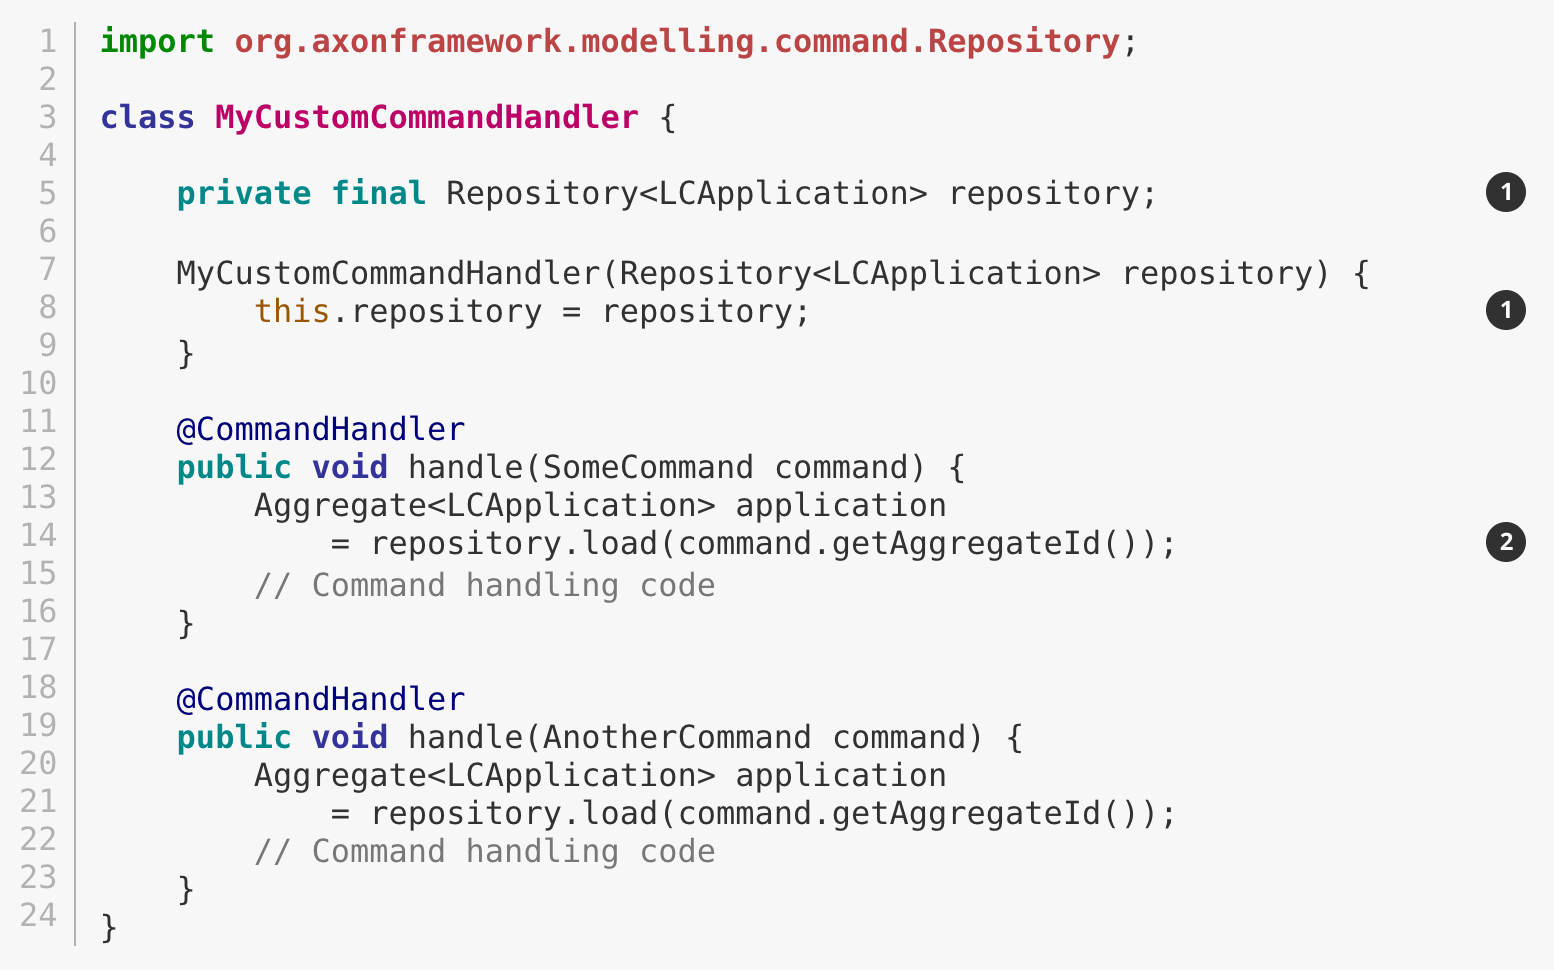 1 import org.axonframework.modelling.command.Repository;
2
3 class MyCustomCommandHandler {
4
5     private final Repository<LCApplication> repository; 1
6
7     MyCustomCommandHandler(Repository<LCApplication> repository) {
8         this.repository = repository; 1
9     }
10
11     @CommandHandler
12     public void handle(SomeCommand command) {
13         Aggregate<LCApplication> application
14             = repository.load(command.getAggregateId()); 2
15         // Command handling code
16     }
17
18     @CommandHandler
19     public void handle(AnotherCommand command) {
20         Aggregate<LCApplication> application
21             = repository.load(command.getAggregateId());
22         // Command handling code
23     }
24 }